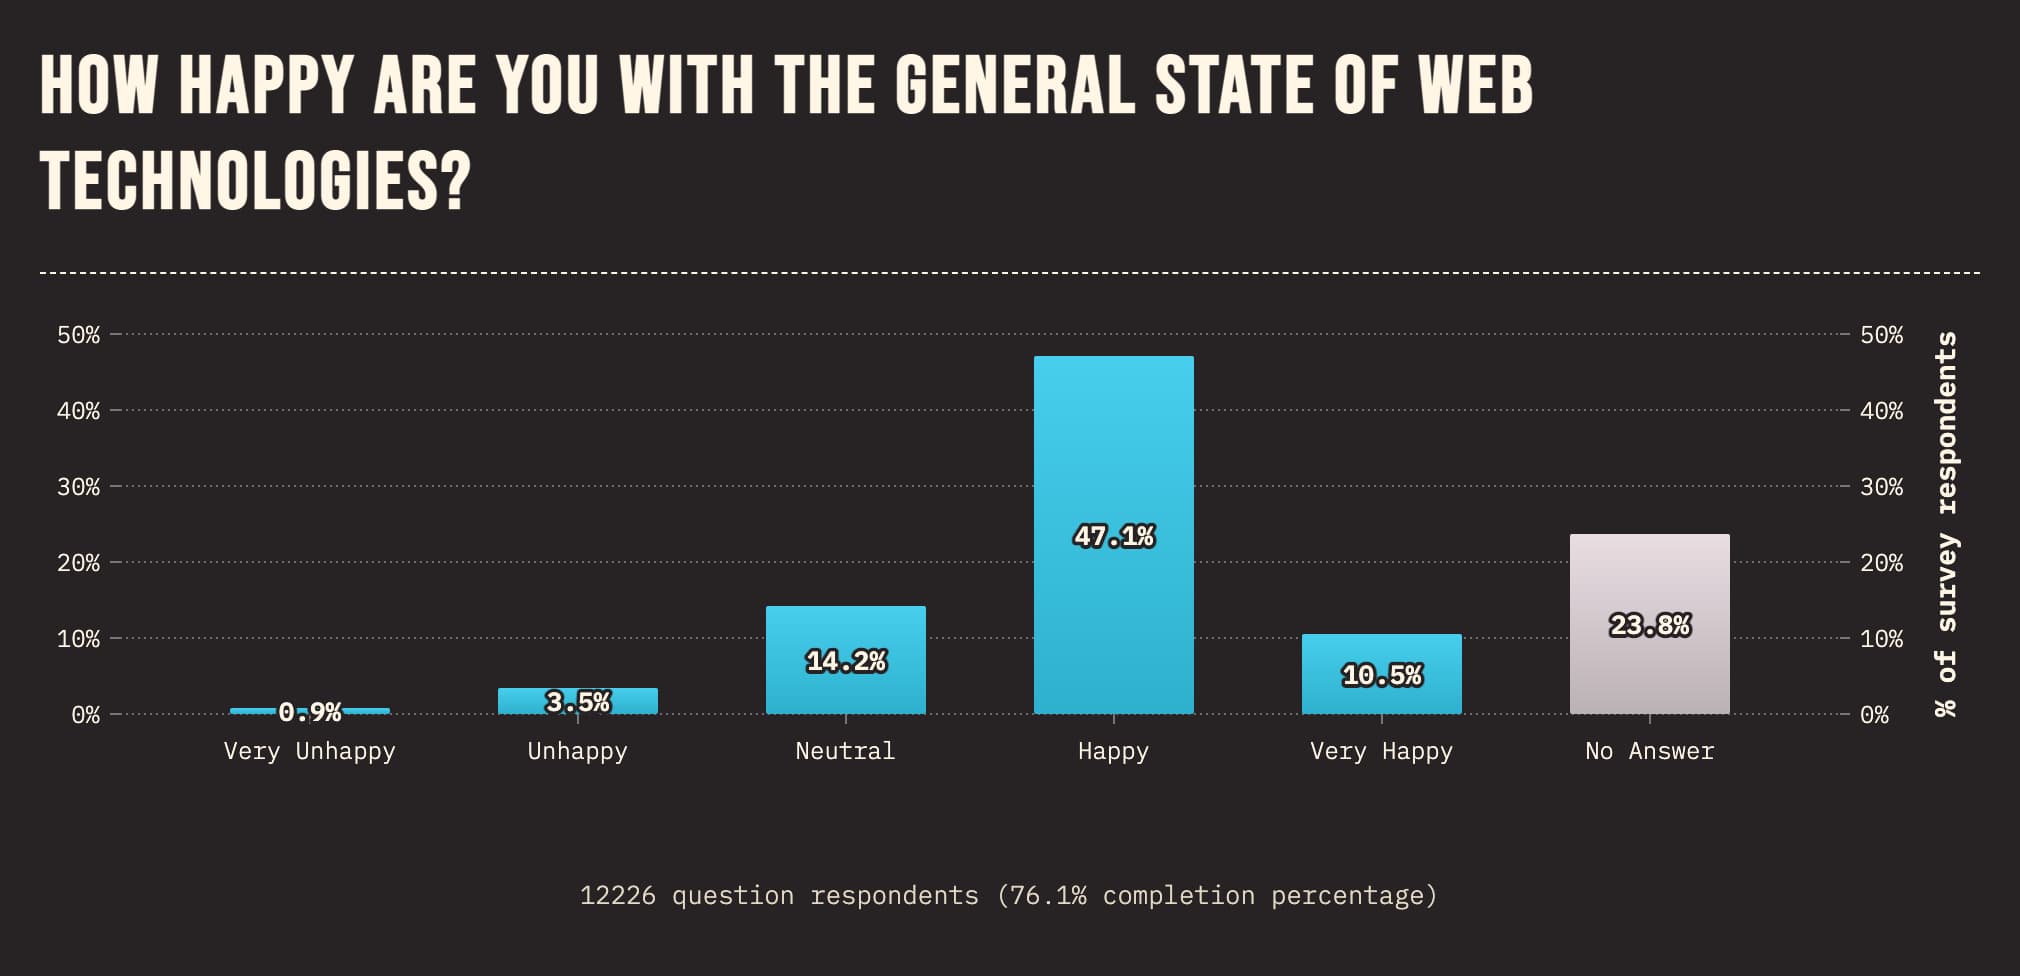 HOW HAPPY ARE YOU WITH THE GENERAL STATE OF WEB
TECHNOLOGIES?
50%
40%
30%
20%
10%
0%
0.9%
3.5%
14.2%
47.1%
10.5%
23.8%
50%
40%
30%
20%
10%
0%
% of survey respondents
Very Unhappy
Unhappy
Neutral
Happy
Very Happy
No Answer
12226 question respondents (76.1% completion percentage)